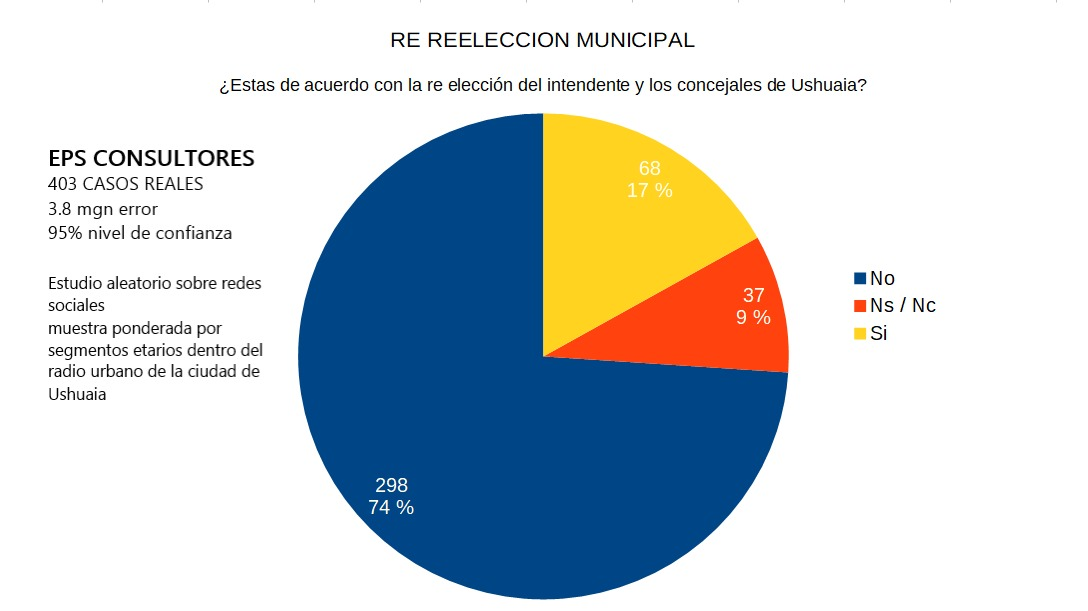 RE REELECCION MUNICIPAL
¿Estas de acuerdo con la re elección del intendente y los concejales de Ushuaia?
EPS CONSULTORES
403 CASOS REALES
3.8 mgn error
95% nivel de confianza
Estudio aleatorio sobre redes
sociales
muestra ponderada por
segmentos etarios dentro del
radio urbano de la ciudad de
Ushuaia
68
17 %
37
9 %
298
74 %
No
Ns / Nc
Si